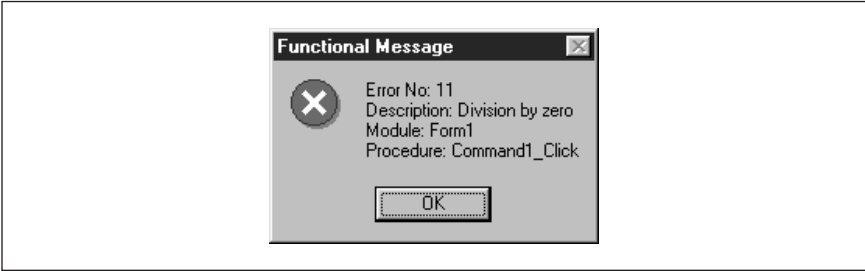 Functional Message
Error No: 11
Description: Division by zero
Module: Form1
Procedure: Command1_Click
OK